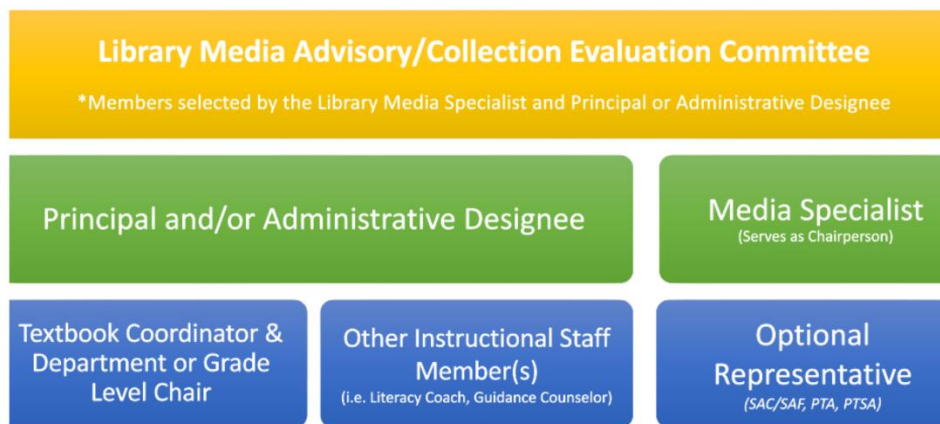 Library Media Advisory/Collection Evaluation Committee
*Members selected by the Library Media Specialist and Principal or Administrative Designee
Principal and/or Administrative Designee
Media Specialist
(Serves as Chairperson)
Textbook Coordinator &
Department or Grade
Level Chair
Other Instructional Staff
Member(s)
(i.e. Literacy Coach, Guidance Counselor)
Optional
Representative
(SAC/SAF, PTA, PTSA)